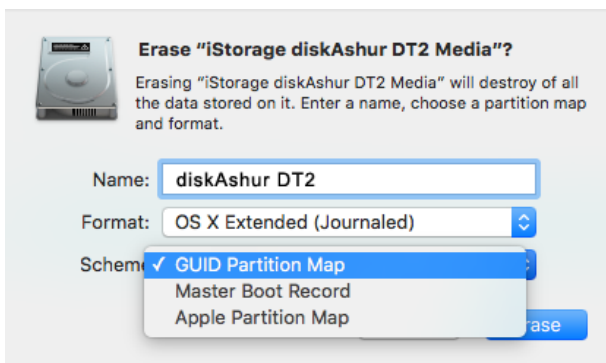 Erase “iStorage diskAshur DT2 Media”?
Erasing “iStorage diskAshur DT2 Media” will destroy of all
the data stored on it. Enter a name, choose a partition map
and format.
Name: diskAshur DT2
Format: OS X Extended (Journaled)
Scheme ✓ GUID Partition Map
Master Boot Record
Apple Partition Map
rase